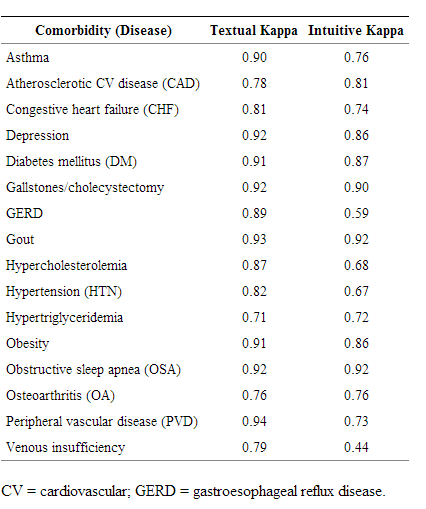 Comorbidity (Disease) Textual Kappa Intuitive Kappa
Asthma 0.90 0.76
Atherosclerotic CV disease (CAD) 0.78 0.81
Congestive heart failure (CHF) 0.81 0.74
Depression 0.92 0.86
Diabetes mellitus (DM) 0.91 0.87
Gallstones/cholecystectomy 0.92 0.90
GERD 0.89 0.59
Gout 0.93 0.92
Hypercholesterolemia 0.87 0.68
Hypertension (HTN) 0.82 0.67
Hypertriglyceridemia 0.71 0.72
Obesity 0.91 0.86
Obstructive sleep apnea (OSA) 0.92 0.92
Osteoarthritis (OA) 0.76 0.76
Peripheral vascular disease (PVD) 0.94 0.73
Venous insufficiency 0.79 0.44
CV = cardiovascular; GERD = gastroesophageal reflux disease.